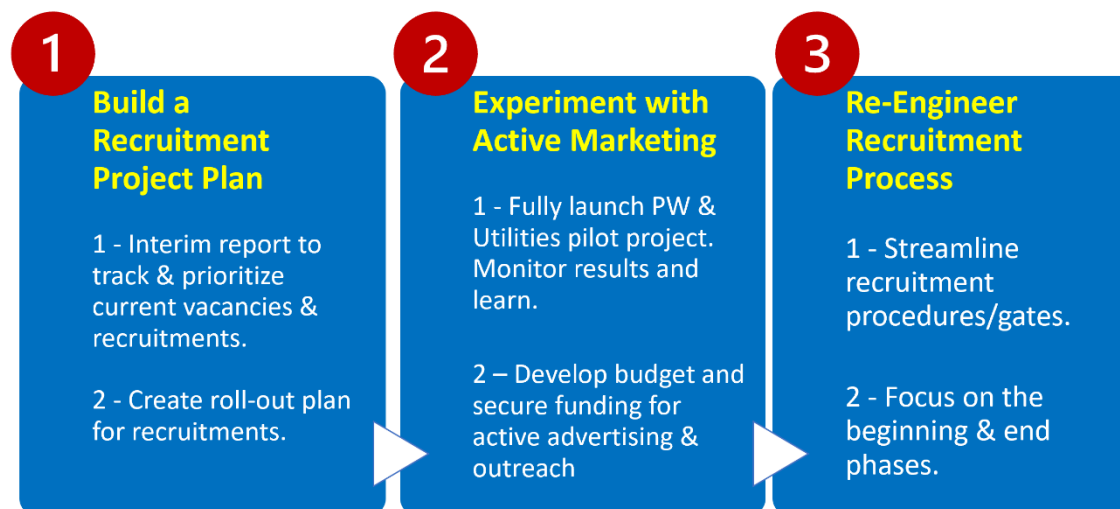 1
Build a
Recruitment
Project Plan
1 - Interim report to
track & prioritize
current vacancies &
recruitments.
2 - Create roll-out plan
for recruitments.
2
Experiment with
Active Marketing
1 - Fully launch PW &
Utilities pilot project.
Monitor results and
learn.
2 – Develop budget and
secure funding for
active advertising &
outreach
3
Re-Engineer
Recruitment
Process
1 - Streamline
recruitment
procedures/gates.
2 - Focus on the
beginning & end
phases.